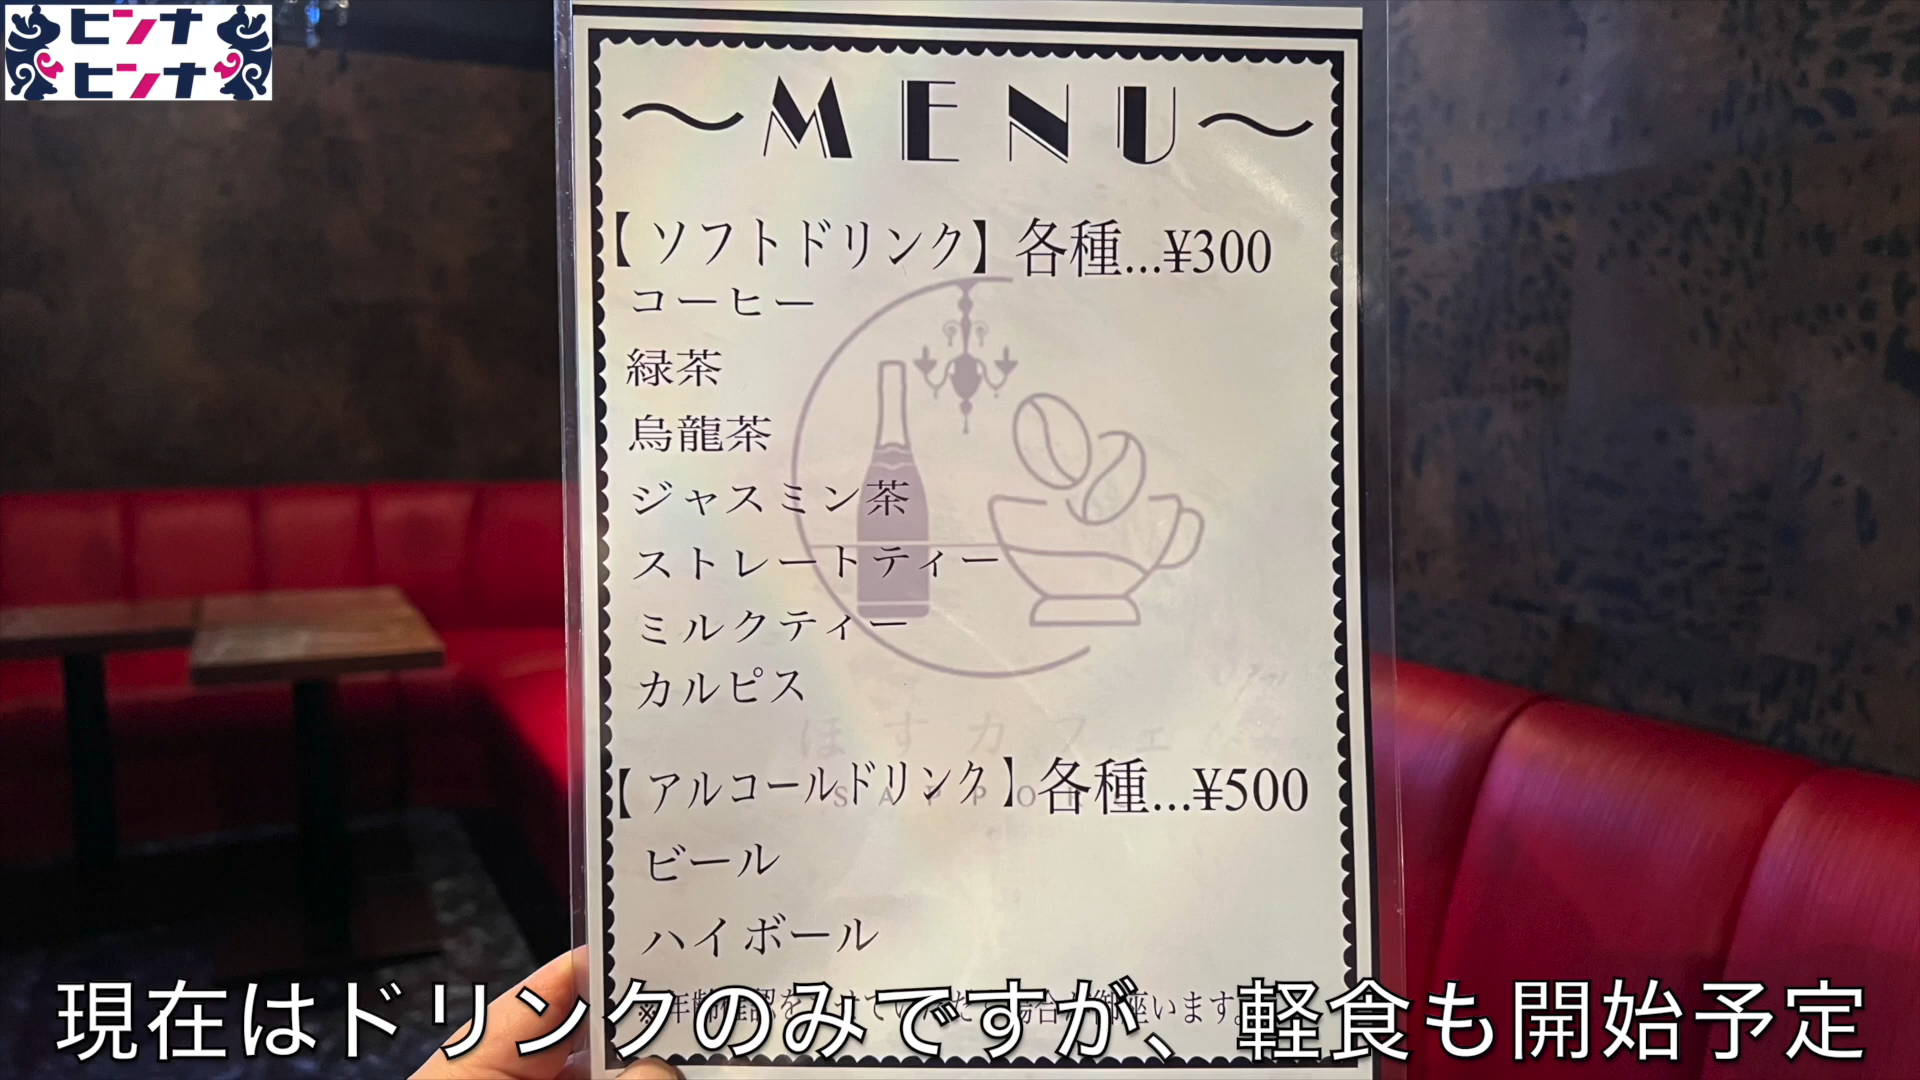 ヒンナ
ヒンナ
〜MENU〜
【ソフトドリンク】各種...¥300
コーヒー
緑茶
烏龍茶
ジャスミン茶
ストレートティー
ミルクティー
カルピス
ほすカフェ
SAPPORO
【アルコールドリンク】各種...¥500
ビール
ハイボール
現在はドリンクのみですが、軽食も開始予定